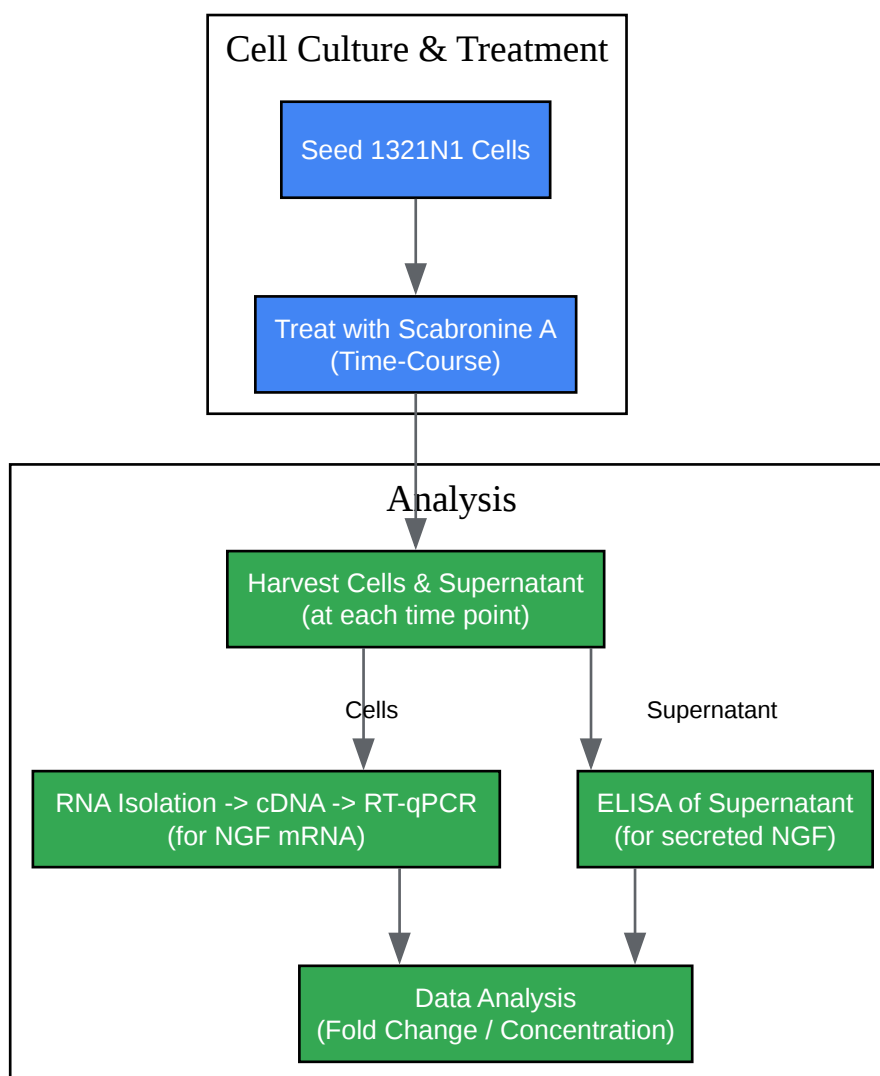 Cell Culture & Treatment
Seed 1321N1 Cells
Treat with Scabronine A
(Time-Course)
Analysis
Harvest Cells & Supernatant
(at each time point)
Cells
Supernatant
RNA Isolation -> cDNA -> RT-qPCR
(for NGF mRNA)
ELISA of Supernatant
(for secreted NGF)
Data Analysis
(Fold Change / Concentration)